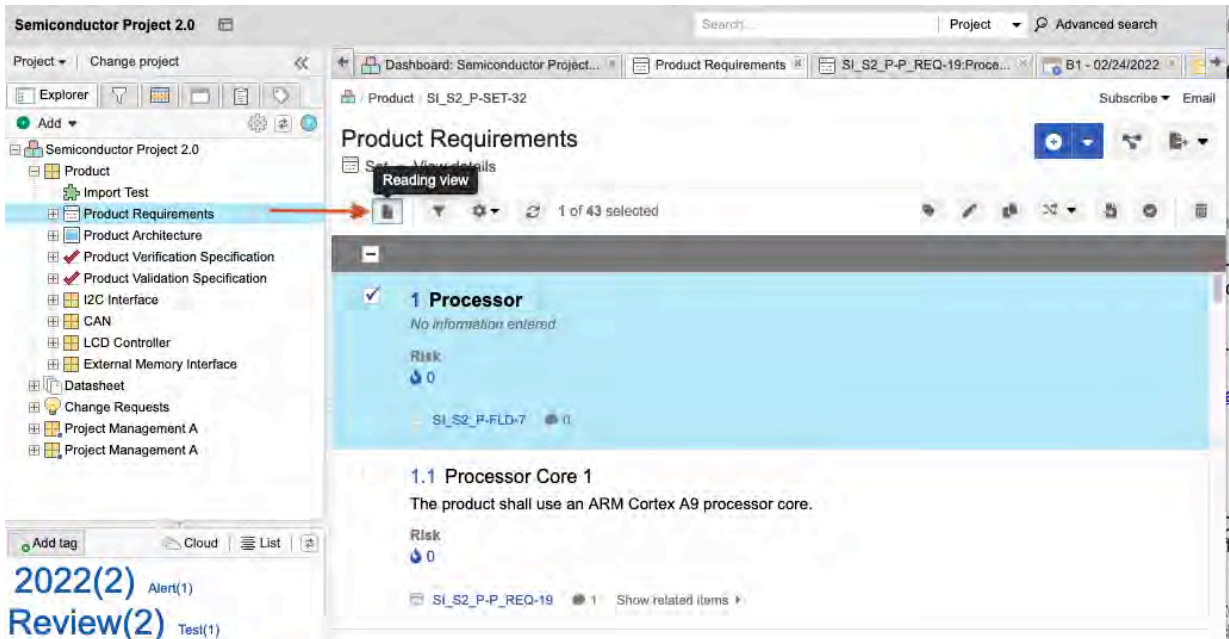 Semiconductor Project 2.0
Search...
Project
Advanced search
Project
Change project
Dashboard: Semiconductor Project...
Product Requirements
SI_S2_P-P_REQ-19:Proce...
B1 - 02/24/2022
Explorer
Product
SI_S2_P-SET-32
Subscribe
Email
Add
Product Requirements
Semiconductor Project 2.0
Set
View details
Product
Reading view
Import Test
Product Requirements
1 of 43 selected
Product Architecture
Product Verification Specification
Product Validation Specification
I2C Interface
CAN
LCD Controller
External Memory Interface
Datasheet
Change Requests
Project Management A
Project Management A
1 Processor
No information entered
Risk
0
SI_S2_P-FLD-7
0
1.1 Processor Core 1
The product shall use an ARM Cortex A9 processor core.
Risk
0
SI_S2_P-P_REQ-19
1
Show related items
Add tag
Cloud
List
2022(2) Alert(1)
Review(2) Test(1)